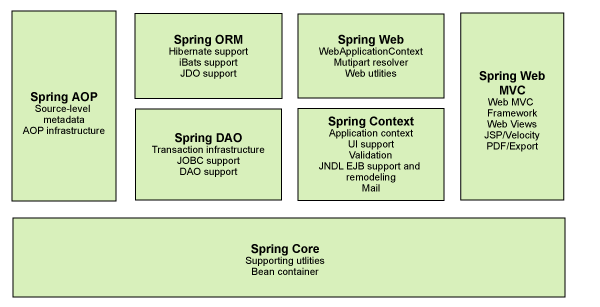 Spring AOP
Source-level
metadata
AOP infrastructure
Spring ORM
Hibernate support
iBats support
JDO support
Spring Web
WebApplicationContext
Mutipart resolver
Web utlities
Spring Web
MVC
Web MVC
Framework
Web Views
JSP/Velocity
PDF/Export
Spring DAO
Transaction infrastructure
JOBC support
DAO support
Spring Context
Application context
UI support
Validation
JNDL EJB support and
remodeling
Mail
Spring Core
Supporting utlities
Bean container